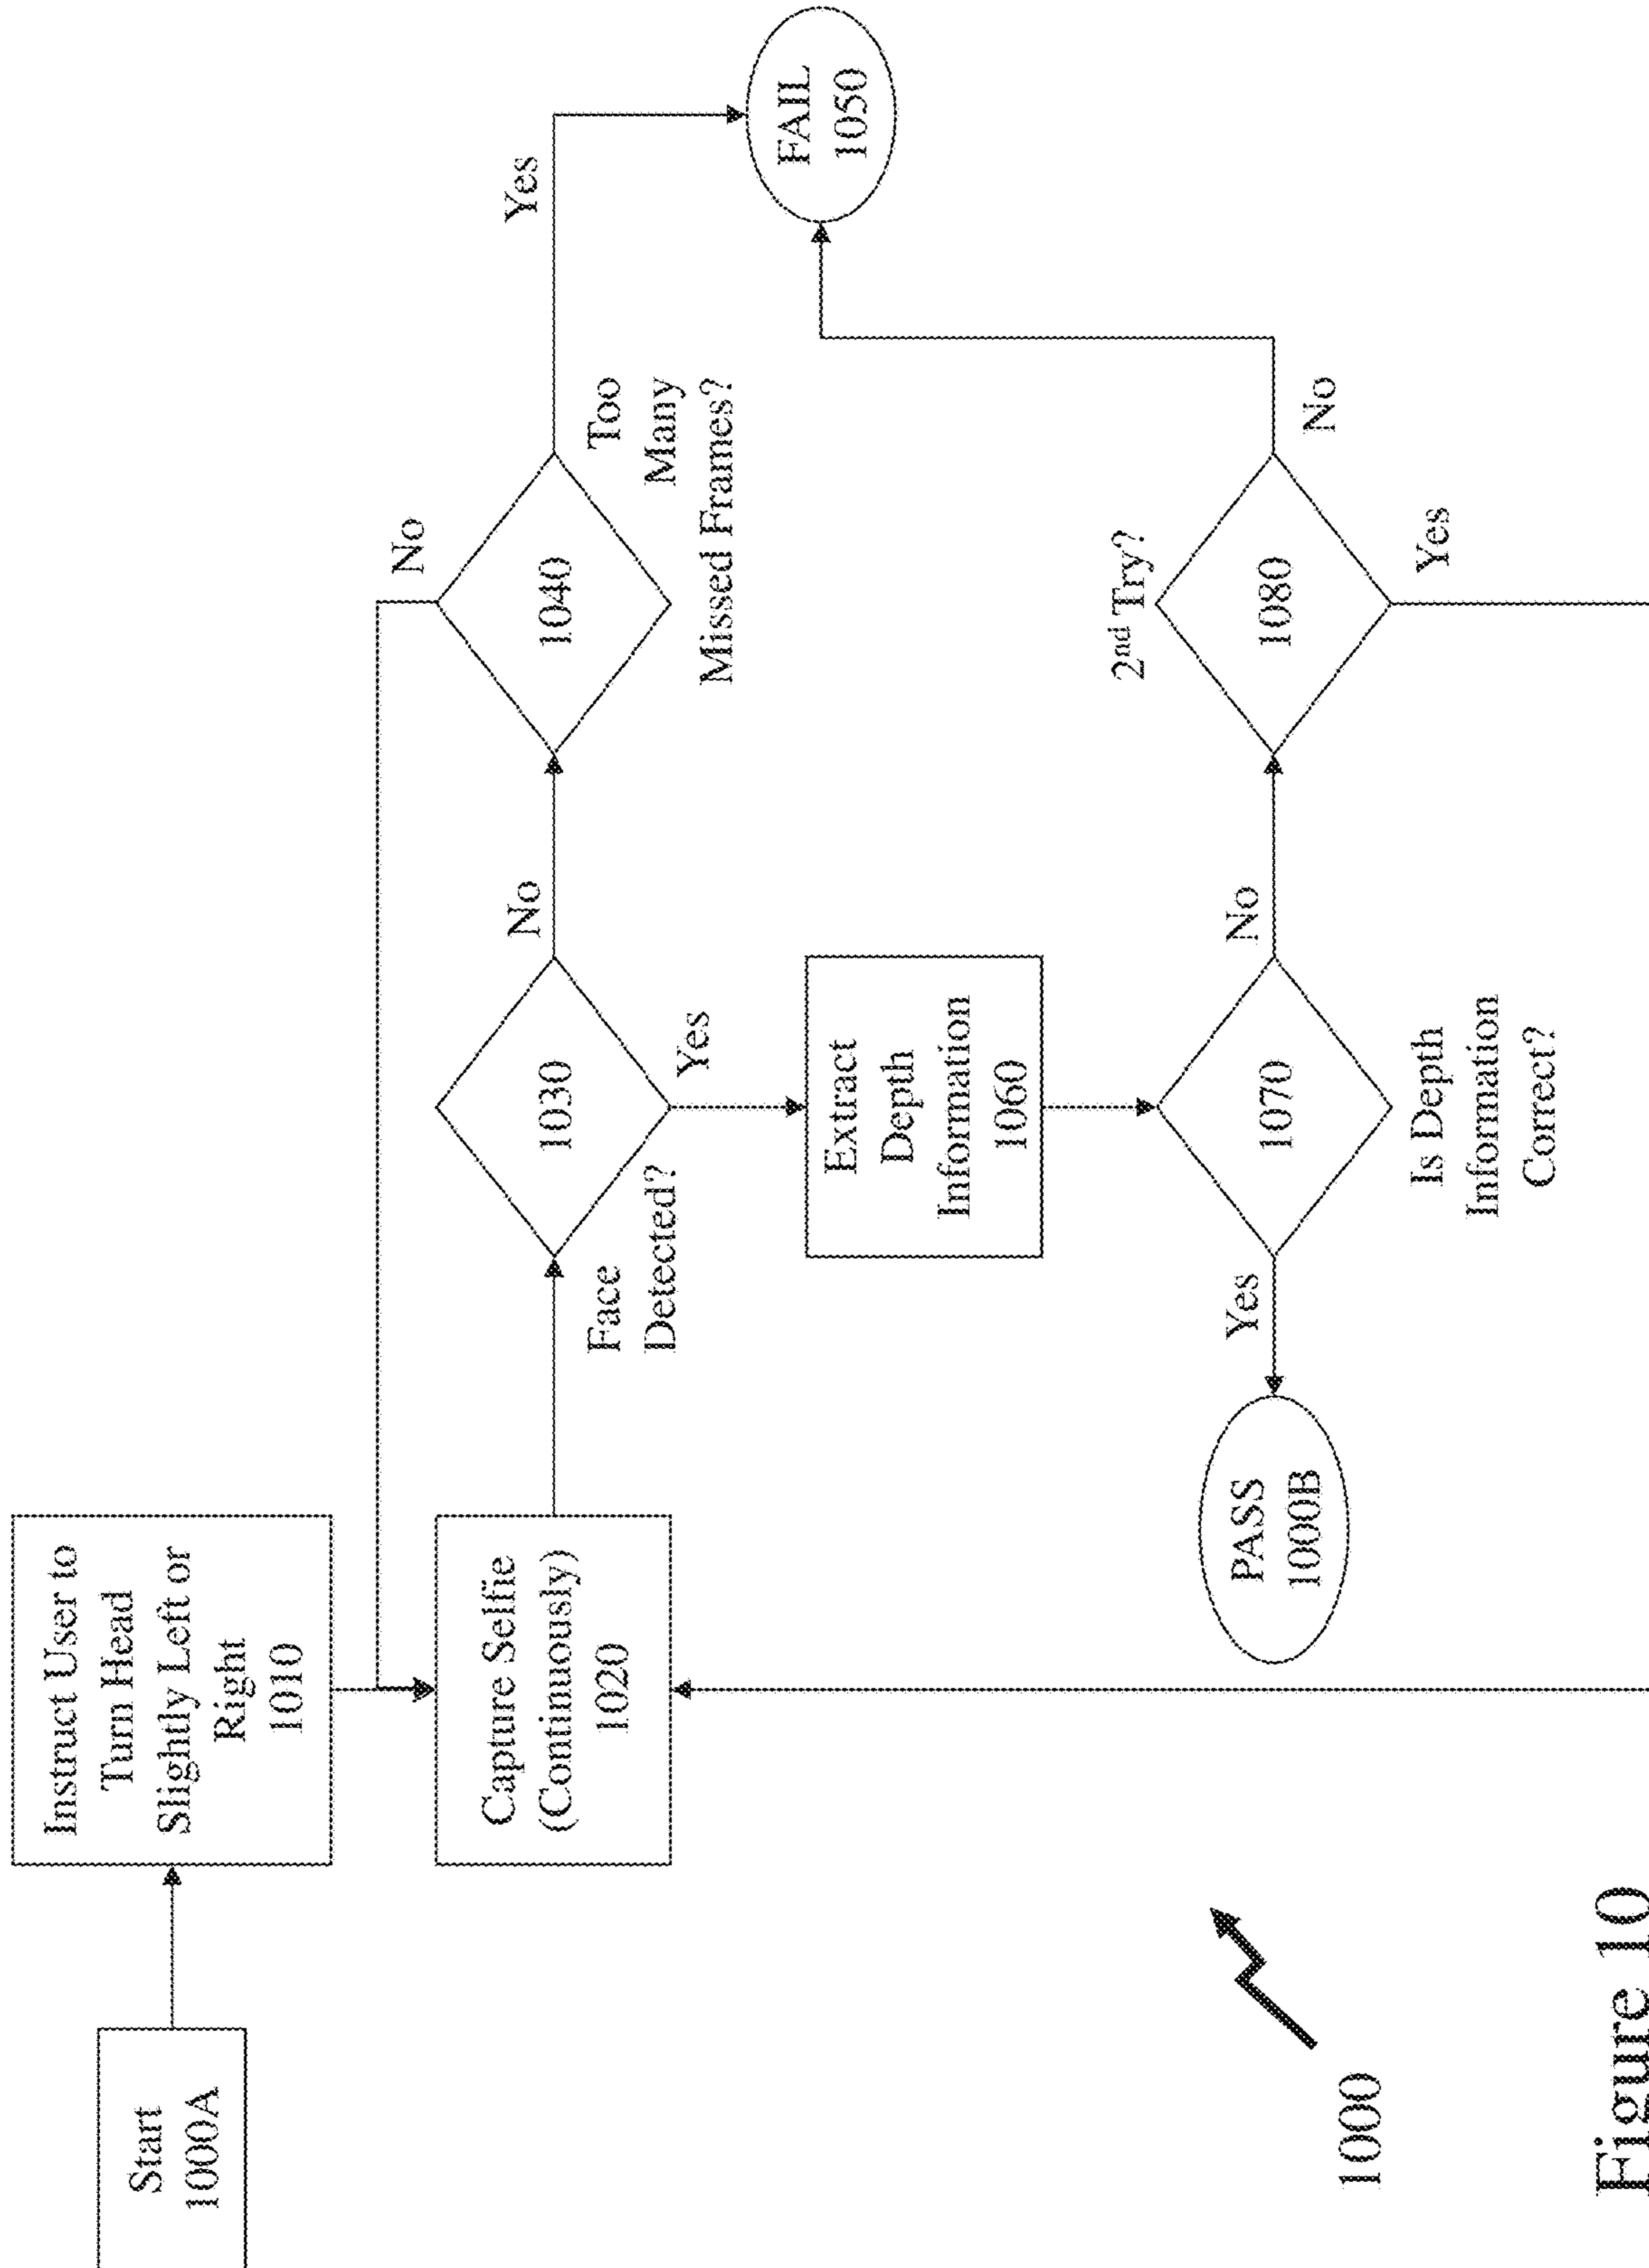 Start
1000A
Instruct User to
Turn Head
Slightly Left or
Right
1010
Capture Selfie
(Continuously)
1020
Face
Detected?
1030
No
Yes
1040
No
Too
Many
Missed Frames?
Yes
FAIL
1050
Extract
Depth
Information
1060
PASS
1000B
Yes
1070
Is Depth
Information
Correct?
No
2nd Try?
1080
No
Yes
1000
Figure 10